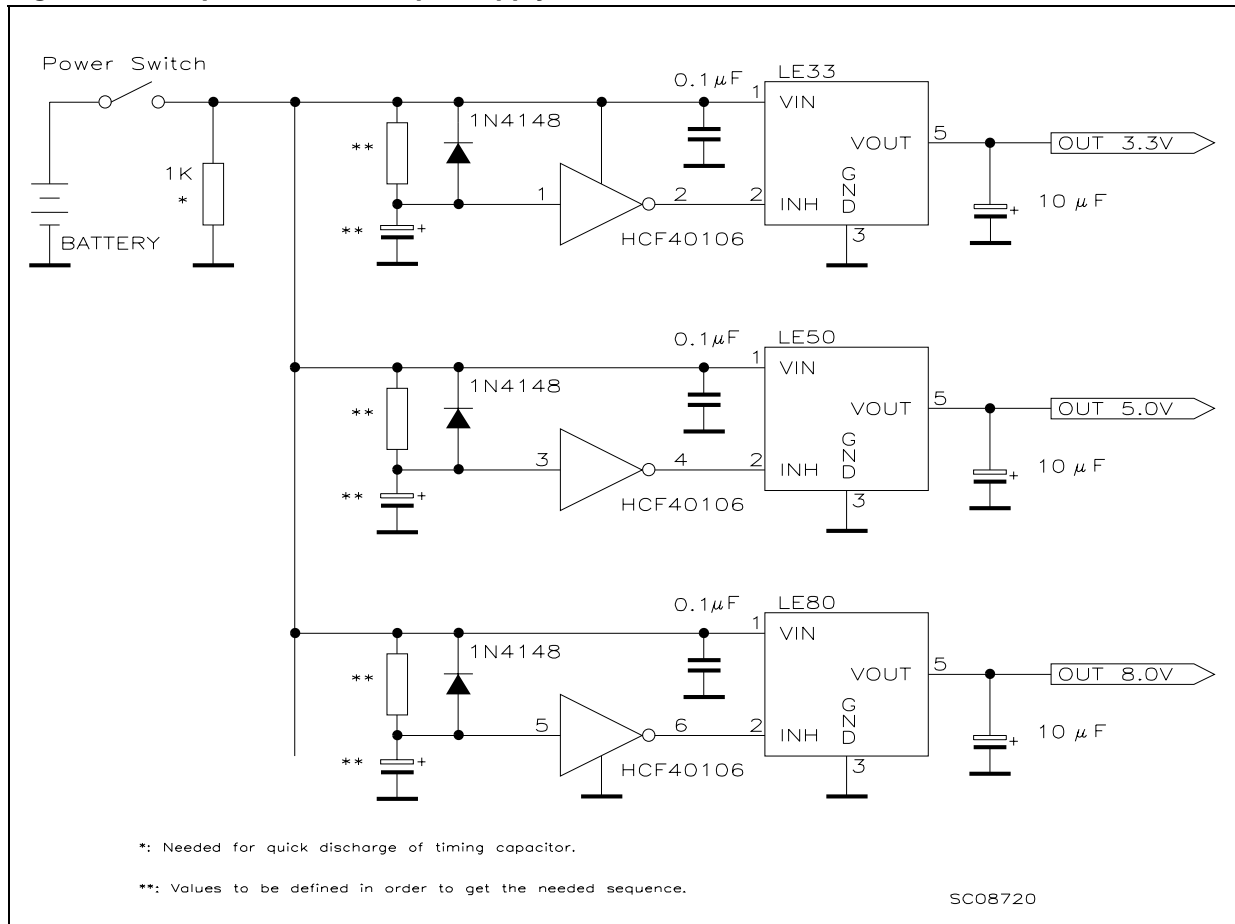 Power Switch
1K
*
BATTERY
**
**
1N4148
1
2
HCF40106
0.1μF
LE33
1
VIN
VOUT
5
2
INH
GND
3
OUT 3.3V
+
+
10 μF
**
**
1N4148
3
4
HCF40106
0.1μF
LE50
1
VIN
VOUT
5
2
INH
GND
3
OUT 5.0V
+
+
10 μF
**
**
1N4148
5
6
HCF40106
0.1μF
LE80
1
VIN
VOUT
5
2
INH
GND
3
OUT 8.0V
+
+
10 μF
*: Needed for quick discharge of timing capacitor.
**: Values to be defined in order to get the needed sequence.
SC08720